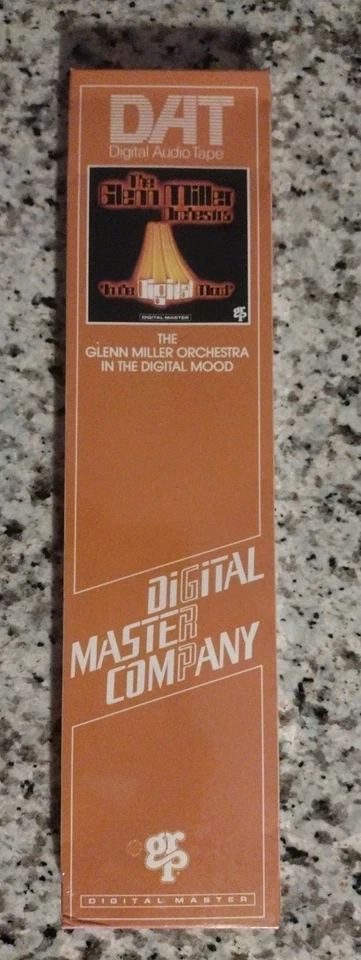 DAT
Digital Audio Tape
The
Glenn Miller
Orchestra
"In the Digital Mood"
DIGITAL MASTER
grp
THE
GLENN MILLER ORCHESTRA
IN THE DIGITAL MOOD
DiGiTAL
MASTER
COMPANY
grp
DIGITAL MASTER